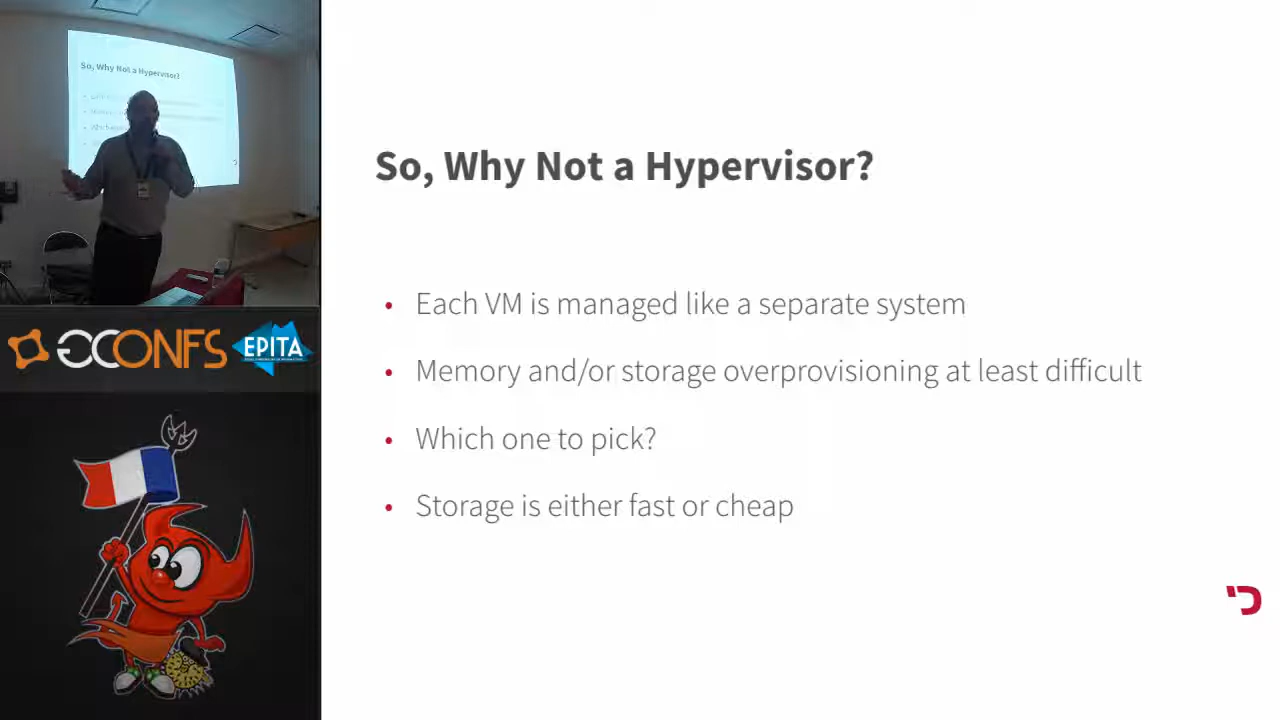 So, Why Not a Hypervisor?
GCONFS
EPITA
So, Why Not a Hypervisor?
• Each VM is managed like a separate system
• Memory and/or storage overprovisioning at least difficult
• Which one to pick?
• Storage is either fast or cheap